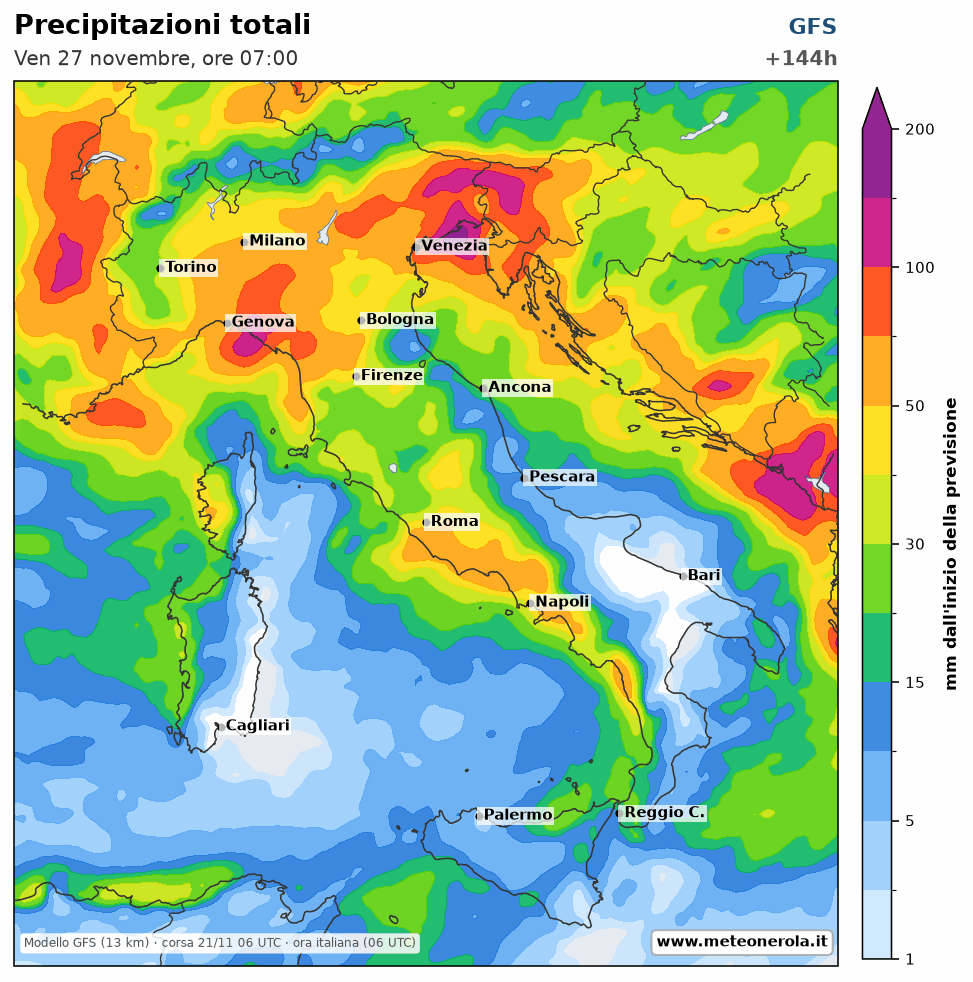 Precipitazioni totali
GFS
Ven 27 novembre, ore 07:00
+144h
200
100
50
30
15
5
1
mm dall'inizio della previsione
Milano
Venezia
Torino
Genova
Bologna
Firenze
Ancona
Pescara
Roma
Bari
Napoli
Cagliari
Palermo
Reggio C.
Modello GFS (13 km) · corsa 21/11 06 UTC · ora italiana (06 UTC)
www.meteonerola.it